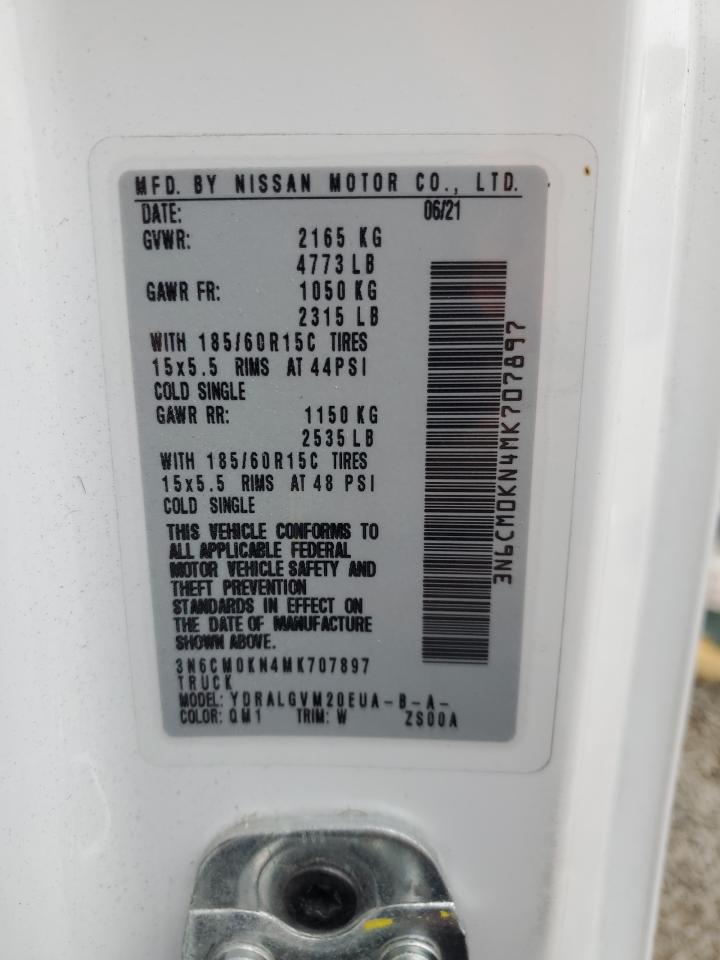 MFD. BY NISSAN MOTOR CO., LTD.
DATE: 06/21
GVWR: 2165 KG
4773 LB
GAWR FR: 1050 KG
2315 LB
WITH 185/60R15C TIRES
15x5.5 RIMS AT 44PSI
COLD SINGLE
GAWR RR: 1150 KG
2535 LB
WITH 185/60R15C TIRES
15x5.5 RIMS AT 48 PSI
COLD SINGLE
THIS VEHICLE CONFORMS TO
ALL APPLICABLE FEDERAL
MOTOR VEHICLE SAFETY AND
THEFT PREVENTION
STANDARDS IN EFFECT ON
THE DATE OF MANUFACTURE
SHOWN ABOVE.
3N6CM0KN4MK707897
TRUCK
MODEL: YDRALGVM20EUA-B-A-
COLOR: QM1 TRIM: W ZS00A
3N6CM0KN4MK707897